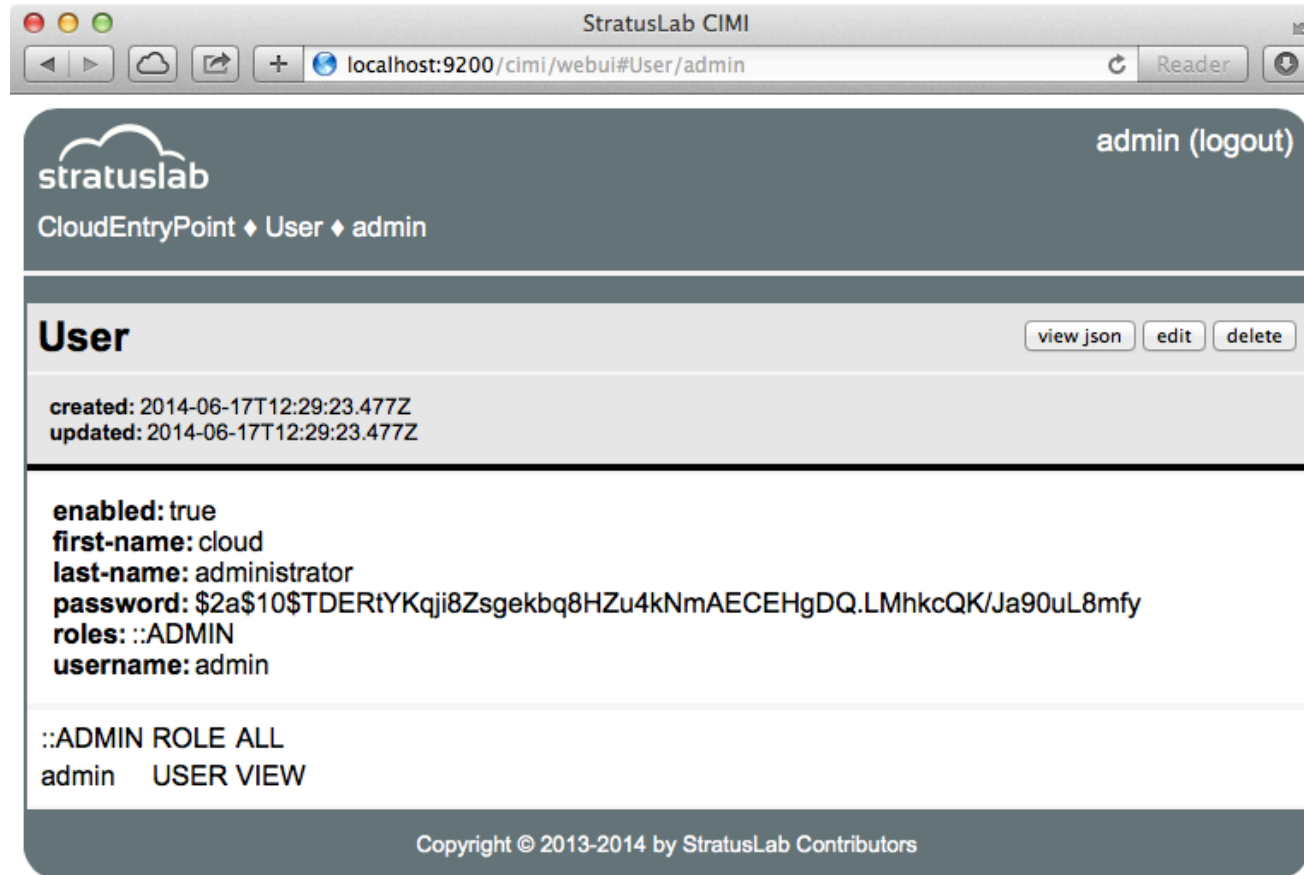 StratusLab CIMI
localhost:9200/cimi/webui#User/admin
Reader
admin (logout)
stratuslab
CloudEntryPoint ♦ User ♦ admin
User
view json edit delete
created: 2014-06-17T12:29:23.477Z
updated: 2014-06-17T12:29:23.477Z
enabled: true
first-name: cloud
last-name: administrator
password: $2a$10$TDERtYKqji8Zsgekbq8HZu4kNmAECEHgDQ.LMhkcQK/Ja90uL8mfy
roles: ::ADMIN
username: admin
::ADMIN ROLE ALL
admin USER VIEW
Copyright © 2013-2014 by StratusLab Contributors